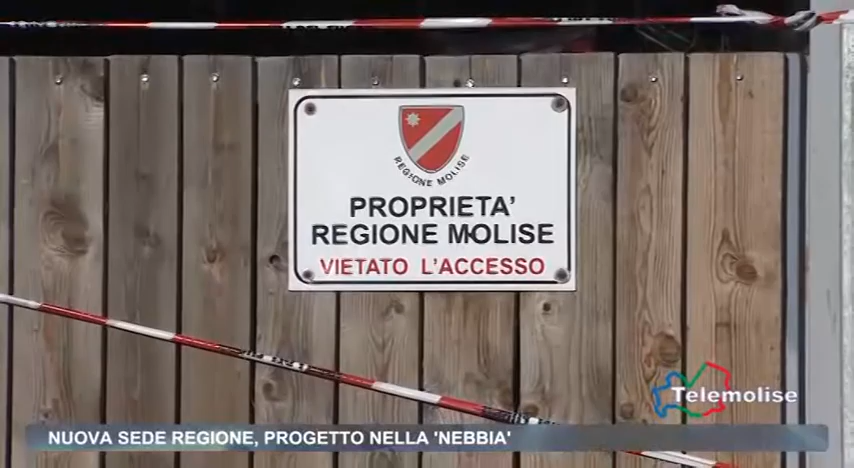 REGIONE MOLISE
PROPRIETA'
REGIONE MOLISE
VIETATO L'ACCESSO
Telemolise
NUOVA SEDE REGIONE, PROGETTO NELLA 'NEBBIA'